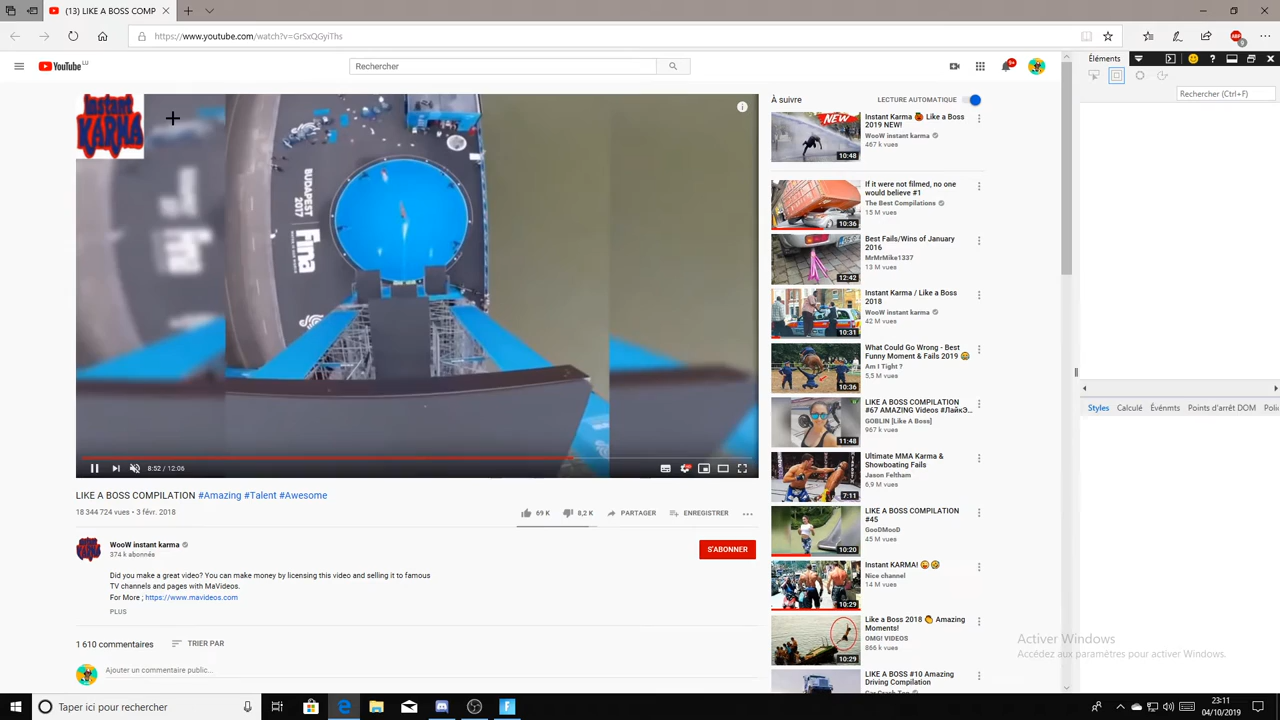 (13) LIKE A BOSS COMP
https://www.youtube.com/watch?v=GrSxQGyiThs
YouTube LU
Rechercher
9+
Instant
KARMA
BUDAPEST
2017
fina
8:52 / 12:06
LIKE A BOSS COMPILATION #Amazing #Talent #Awesome
18 344 724 vues • 3 févr. 2018
69 K
8,2 K
PARTAGER
ENREGISTRER
WooW instant karma
374 k abonnés
S'ABONNER
Did you make a great video? You can make money by licensing this video and selling it to famous
TV channels and pages with MaVideos.
For More ; https://www.mavideos.com
PLUS
1 610 commentaires
TRIER PAR
Ajouter un commentaire public...
À suivre
LECTURE AUTOMATIQUE
NEW!
10:48
Instant Karma Like a Boss
2019 NEW!
WooW instant karma
467 k vues
10:36
If it were not filmed, no one
would believe #1
The Best Compilations
15 M vues
12:42
Best Fails/Wins of January
2016
MrMrMike1337
13 M vues
10:31
Instant Karma / Like a Boss
2018
WooW instant karma
42 M vues
10:36
What Could Go Wrong - Best
Funny Moment & Fails 2019
Am I Tight ?
5,5 M vues
11:48
LIKE A BOSS COMPILATION
#67 AMAZING Videos #ЛайкЭ...
GOBLIN [Like A Boss]
967 k vues
7:11
Ultimate MMA Karma &
Showboating Fails
Jason Feltham
6,9 M vues
10:20
LIKE A BOSS COMPILATION
#45
GooDMooD
45 M vues
10:29
Instant KARMA!
Nice channel
14 M vues
10:29
Like a Boss 2018 Amazing
Moments!
OMG! VIDEOS
866 k vues
LIKE A BOSS #10 Amazing
Driving Compilation
Éléments
Rechercher (Ctrl+F)
Styles
Calculé
Événmts
Points d'arrêt DOM
Activer Windows
Accédez aux paramètres pour activer Windows.
Taper ici pour rechercher
23:11
04/10/2019